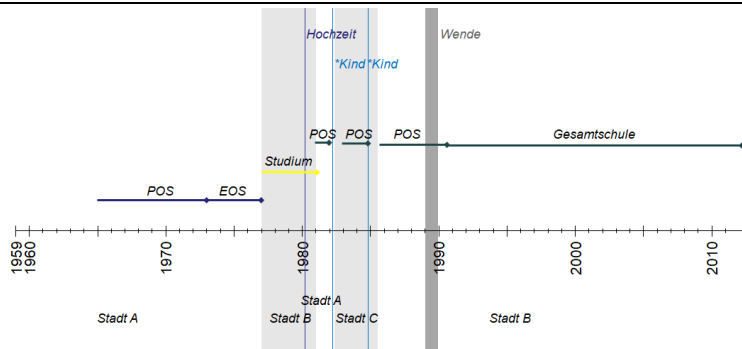 Hochzeit
Wende
*Kind *Kind
POS POS POS Gesamtschule
Studium
POS EOS
1959 1960 1970 1980 1990 2000 2010
Stadt A
Stadt A Stadt B Stadt C Stadt B